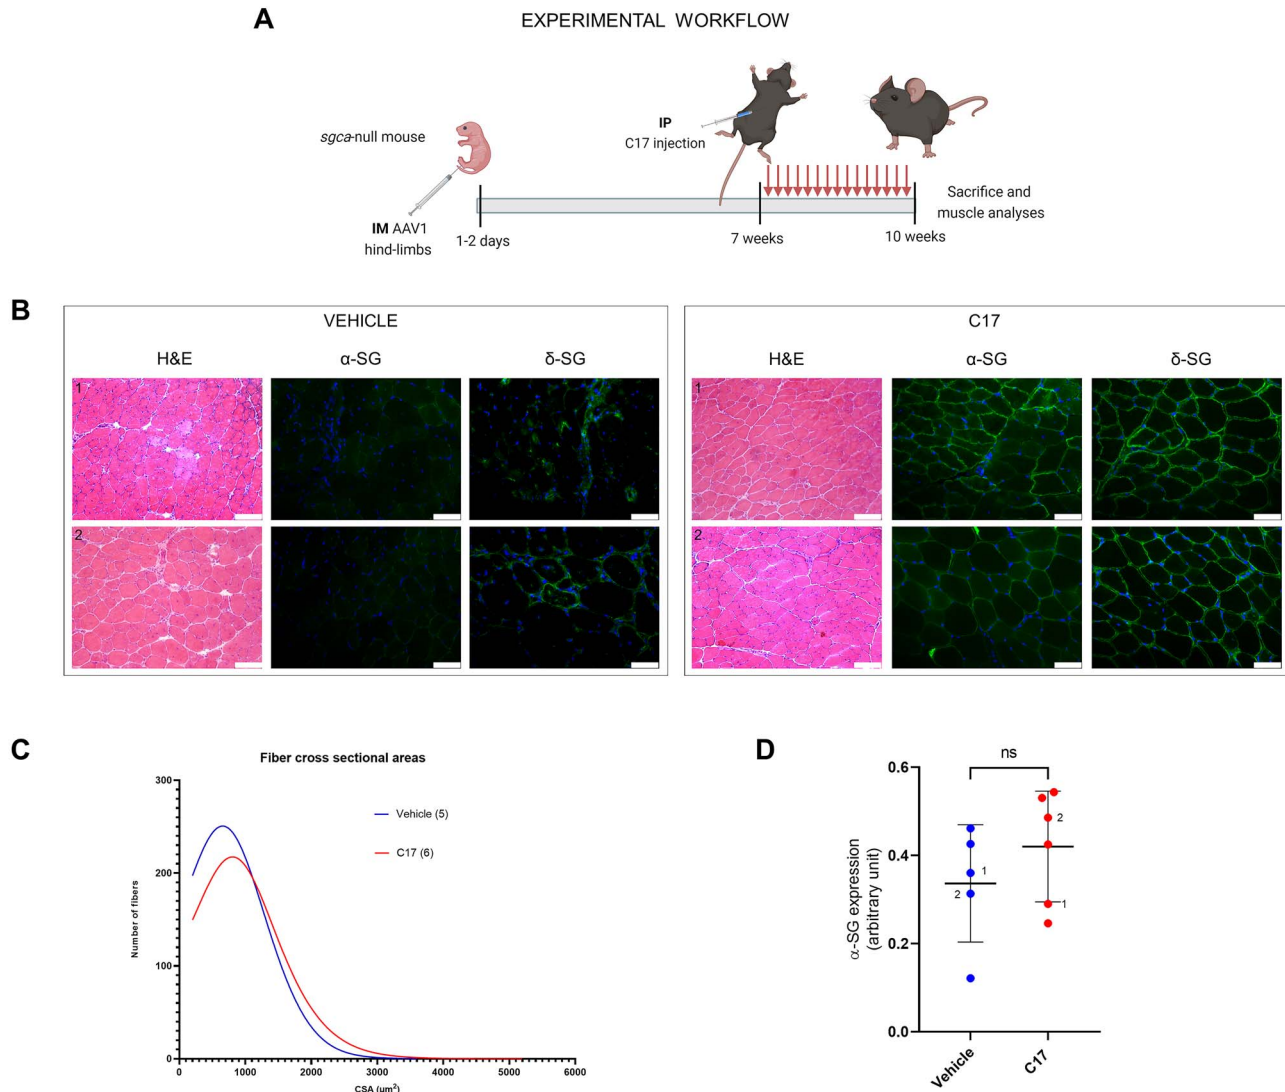 A
EXPERIMENTAL WORKFLOW
sgca-null mouse
IM AAV1
hind-limbs
1-2 days
IP
C17 injection
7 weeks
10 weeks
Sacrifice and
muscle analyses
B
VEHICLE
H&E
α-SG
δ-SG
1
2
C17
H&E
α-SG
δ-SG
1
2
C
Fiber cross sectional areas
Number of fibers
300
200
100
0
0
1000
2000
3000
4000
5000
6000
CSA (um²)
Vehicle (5)
C17 (6)
D
ns
α-SG expression
(arbitrary unit)
0.6
0.4
0.2
0.0
1
2
2
1
Vehicle
C17